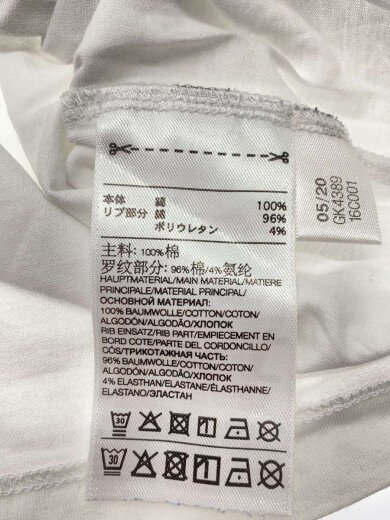 本体 綿 100%
リブ部分 綿 96%
ポリウレタン 4%
主料: 100%棉
罗纹部分: 96%棉/4%氨纶
HAUPTMATERIAL/MAIN MATERIAL/MATIERE
PRINCIPALE/MATERIAL PRINCIPAL/
ОСНОВНОЙ МАТЕРИАЛ:
100% BAUMWOLLE/COTTON/COTON/
ALGODÓN/ALGODÃO/ХЛОПОК
RIB EINSATZ/RIB PART/EMPIECEMENT EN
BORD COTE/PARTE DEL CORDONCILLO/
CÓS/ТРИКОТАЖНАЯ ЧАСТЬ:
96% BAUMWOLLE/COTTON/COTON/
ALGODÓN/ALGODÃO/ХЛОПОК
4% ELASTHAN/ELASTANE/ÉLASTHANNE/
ELASTANO/ЭЛАСТАН
30
30
05/20
GK4389
16C001